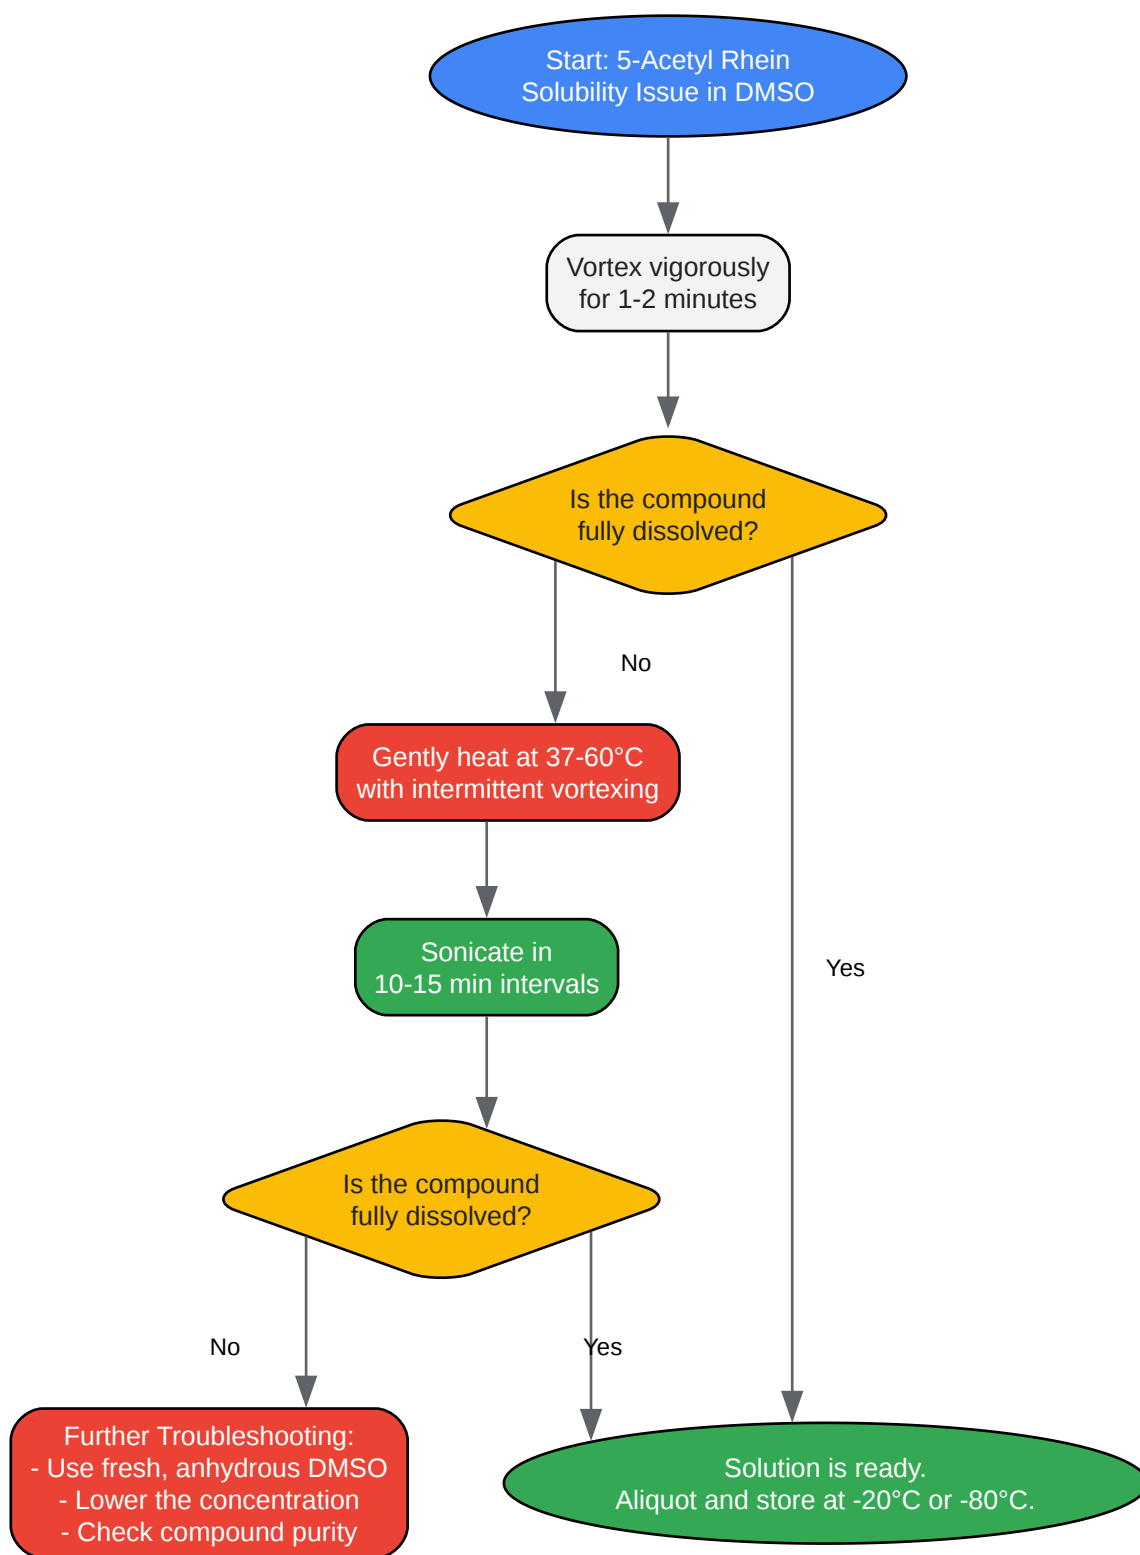 Start: 5-Acetyl Rhein
Solubility Issue in DMSO
Vortex vigorously
for 1-2 minutes
Is the compound
fully dissolved?
No
Gently heat at 37-60°C
with intermittent vortexing
Sonicate in
10-15 min intervals
Yes
Is the compound
fully dissolved?
No
Yes
Further Troubleshooting:
- Use fresh, anhydrous DMSO
- Lower the concentration
- Check compound purity
Solution is ready.
Aliquot and store at -20°C or -80°C.